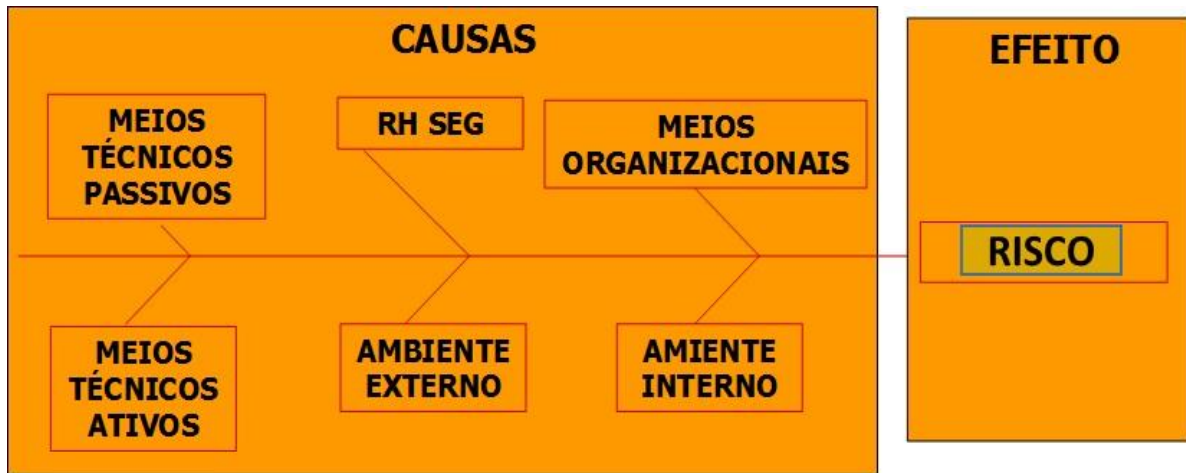 CAUSAS
MEIOS
TÉCNICOS
PASSIVOS
RH SEG
MEIOS
ORGANIZACIONAIS
MEIOS
TÉCNICOS
ATIVOS
AMBIENTE
EXTERNO
AMIENTE
INTERNO
EFEITO
RISCO